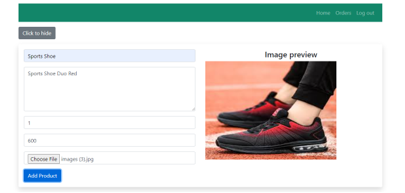 Home Orders Log out
Click to hide
Sports Shoe
Sports Shoe Duo Red
1
600
Choose File images (3).jpg
Add Product
Image preview